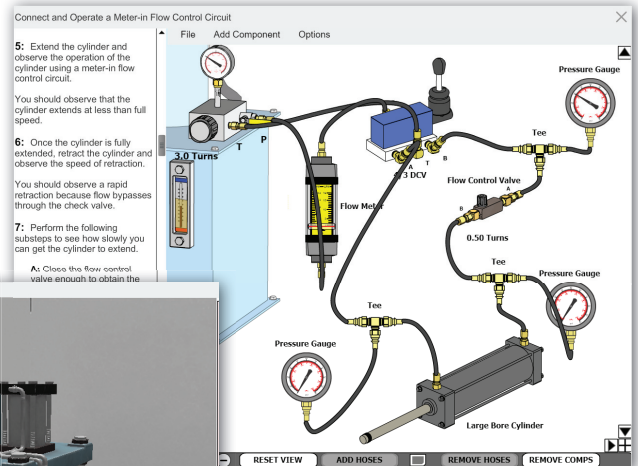 Connect and Operate a Meter-in Flow Control Circuit
File Add Component Options
5: Extend the cylinder and
observe the operation of the
cylinder using a meter-in flow
control circuit.
You should observe that the
cylinder extends at less than full
speed.
6: Once the cylinder is fully
extended, retract the cylinder and
observe the speed of retraction.
You should observe a rapid
retraction because flow bypasses
through the check valve.
7: Perform the following
substeps to see how slowly you
can get the cylinder to extend.
A: Close the flow control
valve enough to obtain the
3.0 Turns
T
P
Flow Meter
A
T
B
3 DCV
Pressure Gauge
Tee
Flow Control Valve
A
B
0.50 Turns
Tee
Pressure Gauge
Tee
Pressure Gauge
Large Bore Cylinder
RESET VIEW ADD HOSES REMOVE HOSES REMOVE COMPS